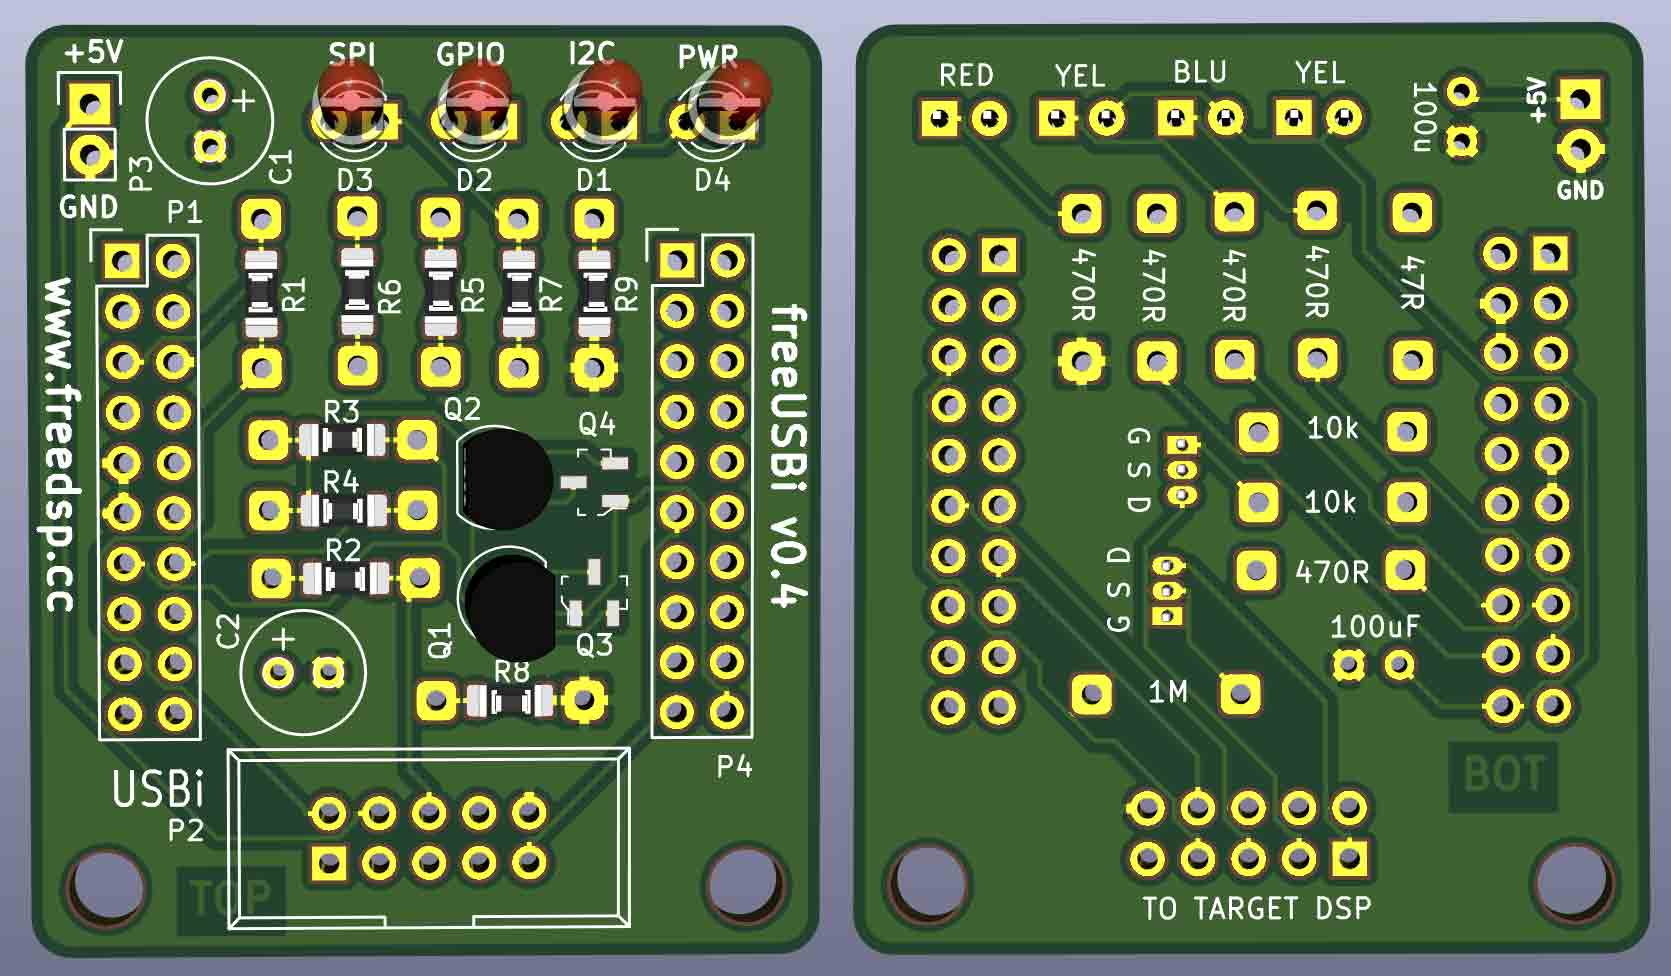 +5V
SPI
GPIO
I2C
PWR
+
P3
C1
D3
D2
D1
D4
GND
P1
R1
R6
R5
R7
R9
www.freedsp.cc
freeUSBi v0.4
R3
Q2
Q4
R4
R2
C2
+
Q1
Q3
R8
P4
USBi
P2
TOP
RED
YEL
BLU
YEL
100u
+5V
GND
470R
470R
470R
470R
47R
G S D
10k
10k
G S D
470R
100uF
1M
BOT
TO TARGET DSP